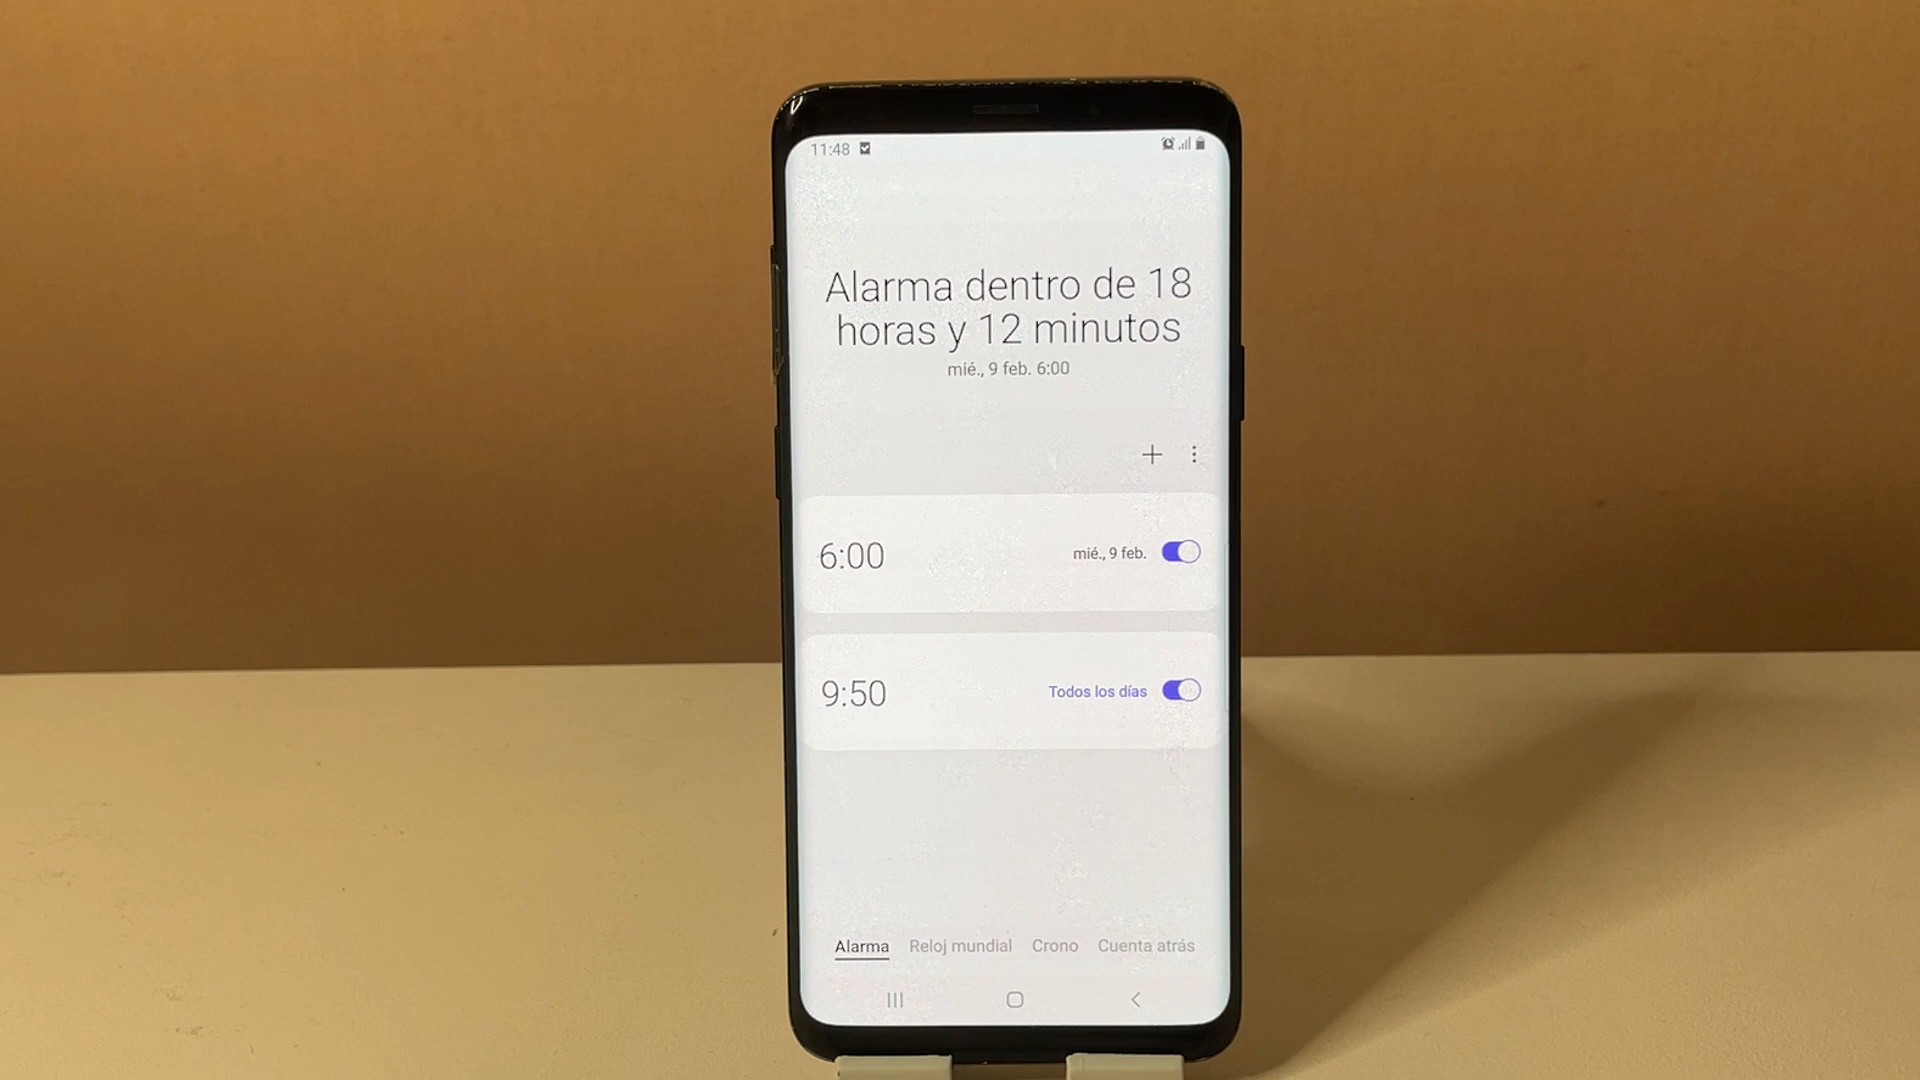 11:48
Alarma dentro de 18
horas y 12 minutos
mié., 9 feb. 6:00
6:00 mié., 9 feb.
9:50 Todos los días
Alarma Reloj mundial Crono Cuenta atrás